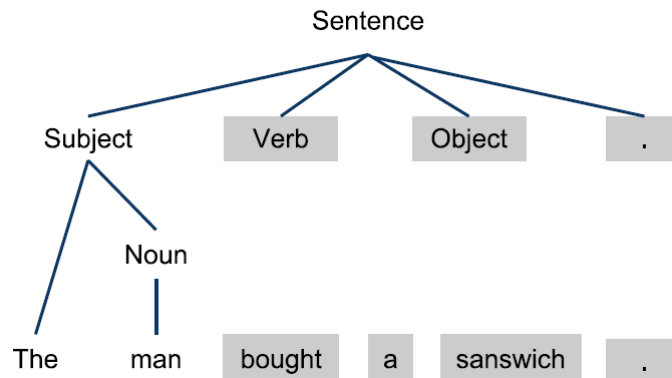 Sentence
Subject Verb Object .
Noun
The man bought a sanswich .